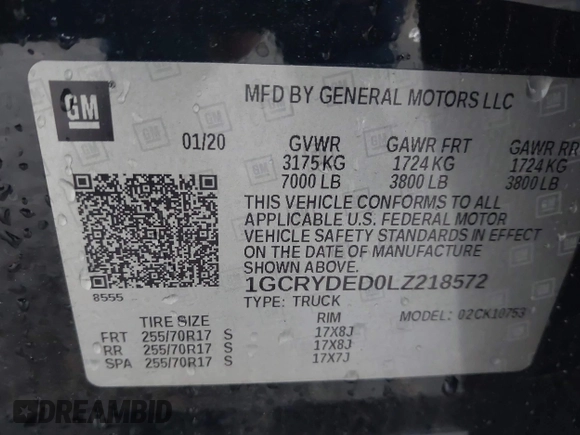 GM
MFD BY GENERAL MOTORS LLC
01/20 GVWR GAWR FRT GAWR RR
3175 KG 1724 KG 1724 KG
7000 LB 3800 LB 3800 LB
THIS VEHICLE CONFORMS TO ALL
APPLICABLE U.S. FEDERAL MOTOR
VEHICLE SAFETY STANDARDS IN EFFECT
ON THE DATE OF MANUFACTURE
SHOWN ABOVE.
8555
1GCRYDED0LZ218572
TYPE: TRUCK MODEL: 02CK10753
TIRE SIZE RIM
FRT 255/70R17 S 17X8J
RR 255/70R17 S 17X8J
SPA 255/70R17 S 17X7J
DREAMBID